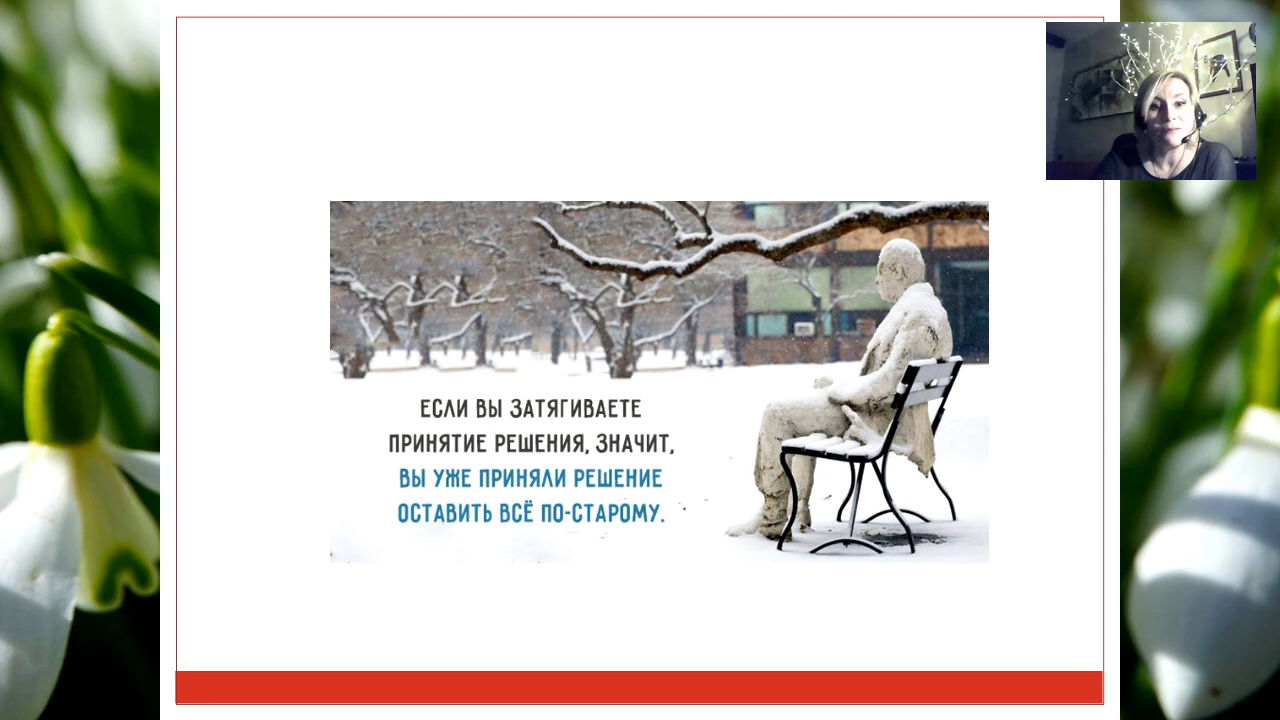 ЕСЛИ ВЫ ЗАТЯГИВАЕТЕ
ПРИНЯТИЕ РЕШЕНИЯ, ЗНАЧИТ,
ВЫ УЖЕ ПРИНЯЛИ РЕШЕНИЕ
ОСТАВИТЬ ВСЁ ПО-СТАРОМУ.